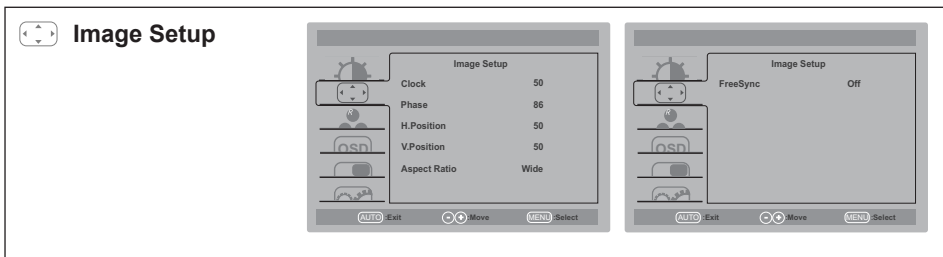 Image Setup
Image Setup
Clock 50
Phase 86
H.Position 50
V.Position 50
Aspect Ratio Wide
OSD
AUTO :Exit - + :Move MENU :Select
Image Setup
FreeSync Off
OSD
AUTO :Exit - + :Move MENU :Select